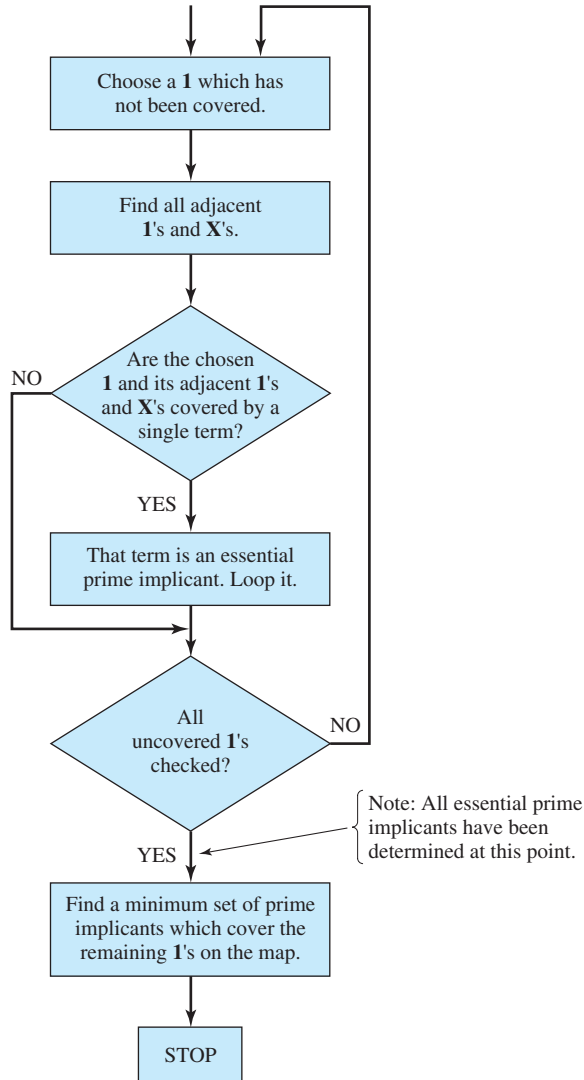 Choose a 1 which has
not been covered.
Find all adjacent
1's and X's.
Are the chosen
1 and its adjacent 1's
and X's covered by a
single term?
NO
YES
That term is an essential
prime implicant. Loop it.
All
uncovered 1's
checked?
NO
YES
Note: All essential prime
implicants have been
determined at this point.
Find a minimum set of prime
implicants which cover the
remaining 1's on the map.
STOP